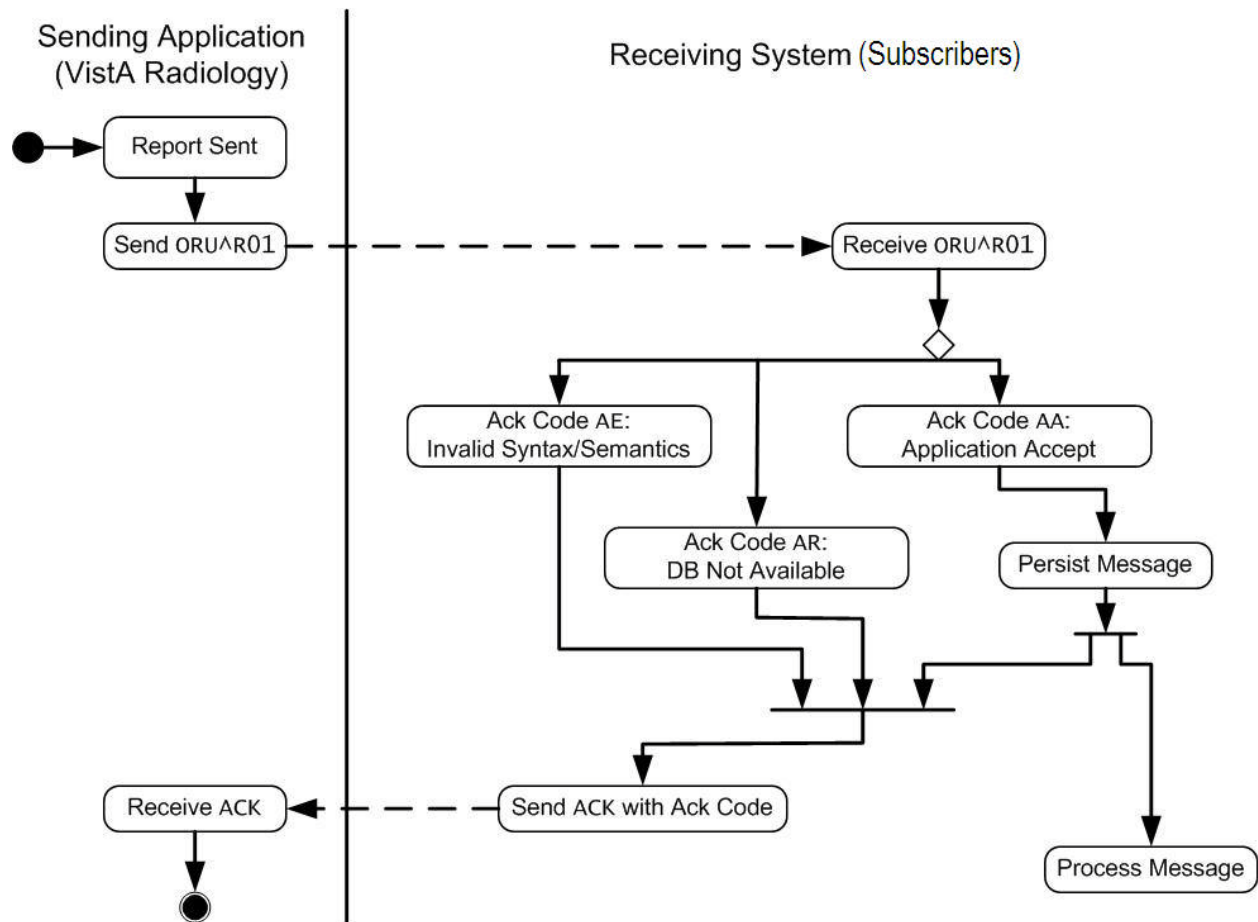 Sending Application
(VistA Radiology)
Receiving System (Subscribers)
Report Sent
Send ORU^R01
Receive ORU^R01
Ack Code AE:
Invalid Syntax/Semantics
Ack Code AA:
Application Accept
Ack Code AR:
DB Not Available
Persist Message
Receive ACK
Send ACK with Ack Code
Process Message